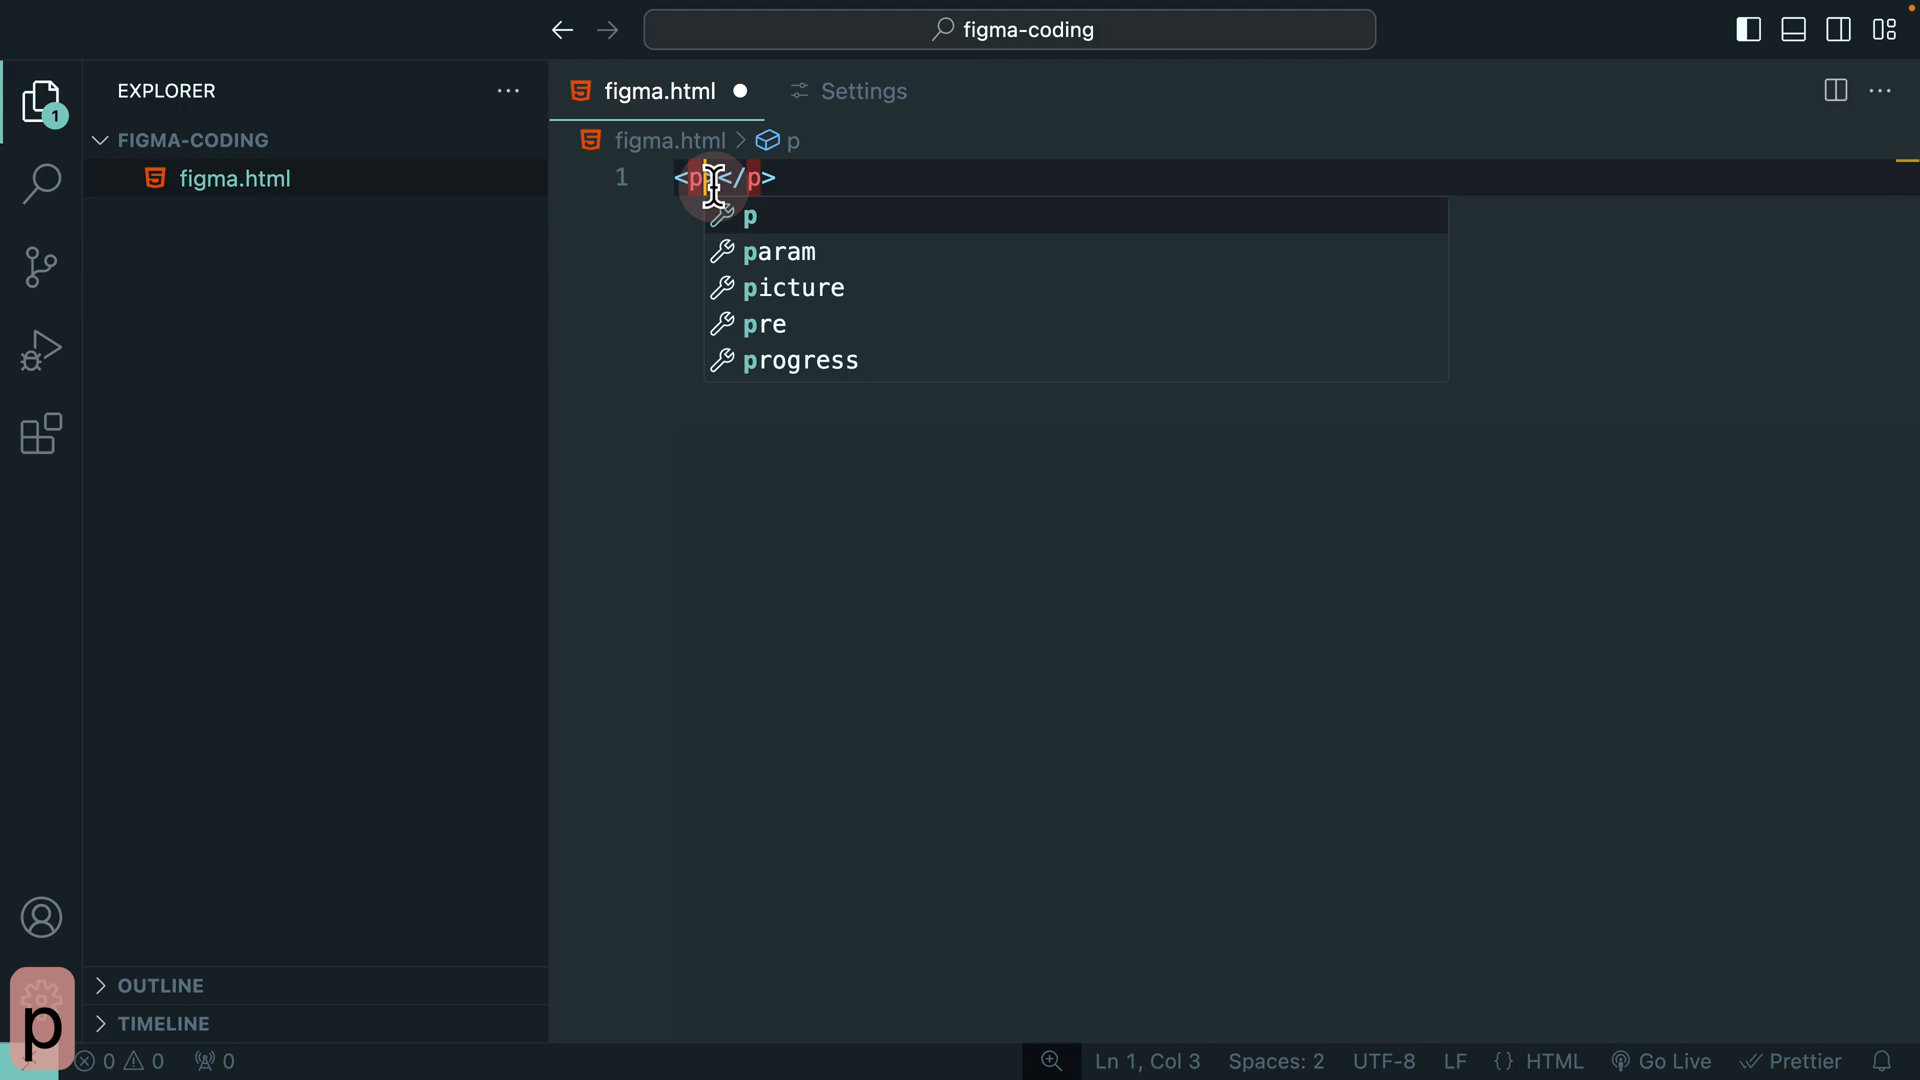 figma-coding
EXPLORER
1
FIGMA-CODING
figma.html
figma.html
Settings
figma.html > p
1
</p>
p
param
picture
pre
progress
OUTLINE
TIMELINE
p
0 0 0
Ln 1, Col 3 Spaces: 2 UTF-8 LF {} HTML Go Live Prettier